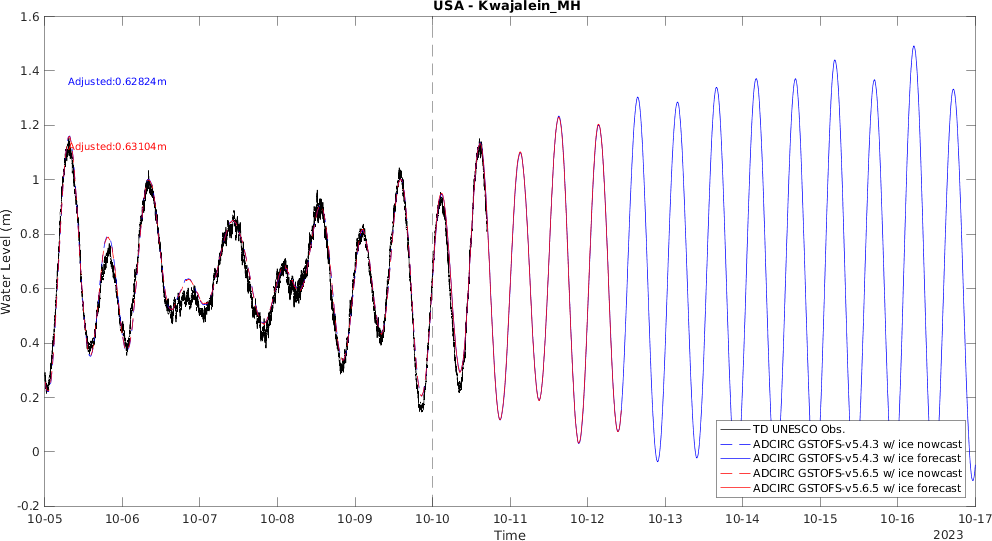 USA - Kwajalein_MH
1.6
1.4
1.2
1
0.8
0.6
0.4
0.2
0
-0.2
Water Level (m)
Adjusted:0.62824m
Adjusted:0.63104m
TD UNESCO Obs.
ADCIRC GSTOFS-v5.4.3 w/ ice nowcast
ADCIRC GSTOFS-v5.4.3 w/ ice forecast
ADCIRC GSTOFS-v5.6.5 w/ ice nowcast
ADCIRC GSTOFS-v5.6.5 w/ ice forecast
10-05 10-06 10-07 10-08 10-09 10-10 10-11 10-12 10-13 10-14 10-15 10-16 10-17
Time
2023